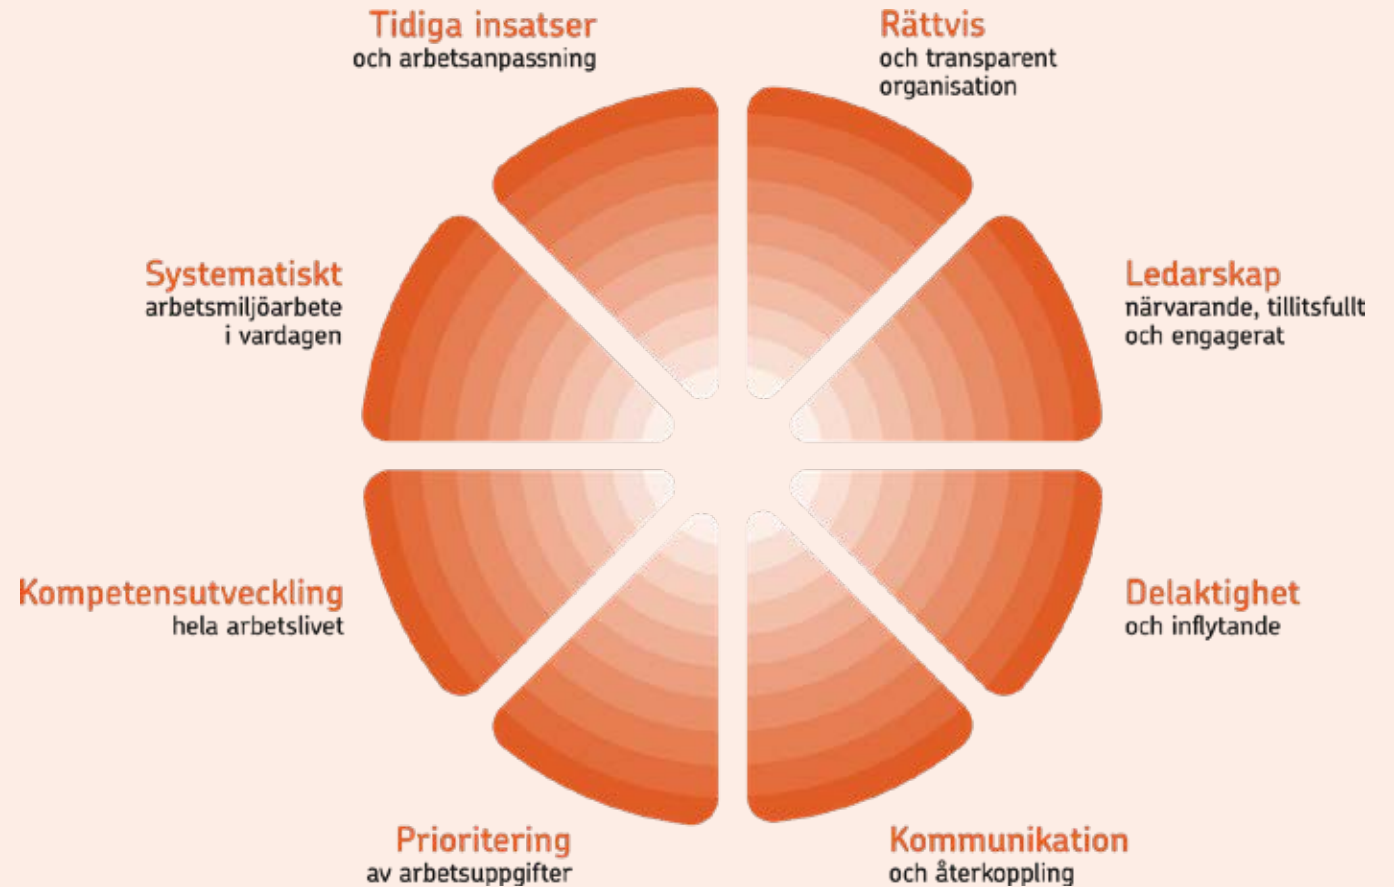 Tidiga insatser
och arbetsanpassning
Rättvis
och transparent
organisation
Systematiskt
arbetsmiljöarbete
i vardagen
Ledarskap
närvarande, tillitsfullt
och engagerat
Kompetensutveckling
hela arbetslivet
Delaktighet
och inflytande
Prioritering
av arbetsuppgifter
Kommunikation
och återkoppling